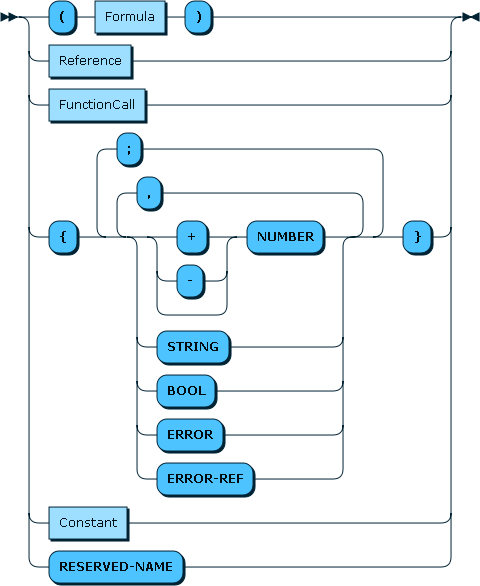 ( Formula )
Reference
FunctionCall
;
,
{ + NUMBER }
-
STRING
BOOL
ERROR
ERROR-REF
Constant
RESERVED-NAME